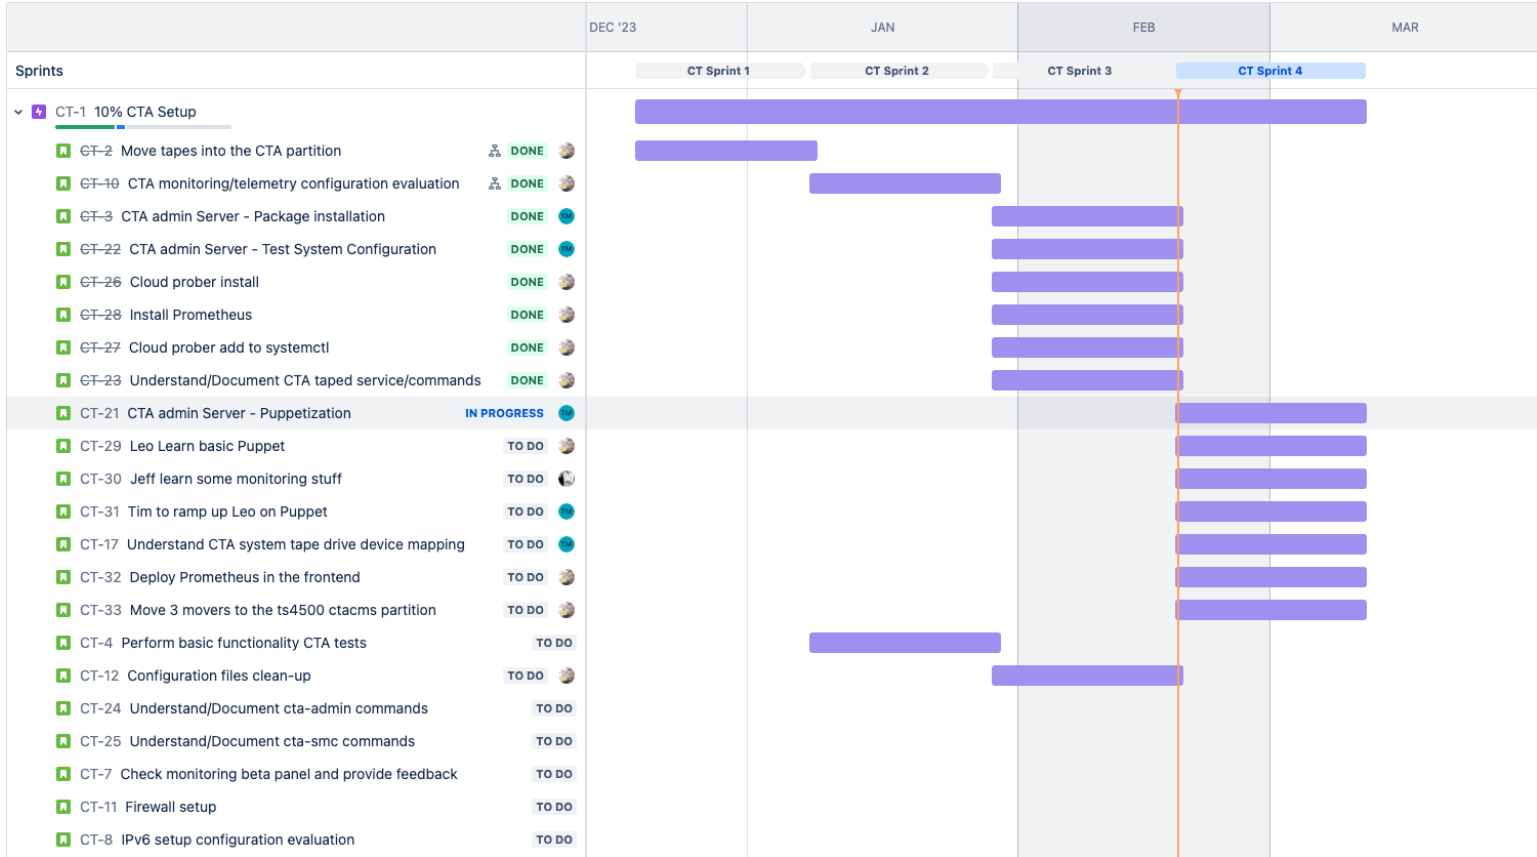 DEC '23 JAN FEB MAR
Sprints CT Sprint 1 CT Sprint 2 CT Sprint 3 CT Sprint 4
CT-1 10% CTA Setup
CT-2 Move tapes into the CTA partition DONE
CT-10 CTA monitoring/telemetry configuration evaluation DONE
CT-3 CTA admin Server - Package installation DONE TM
CT-22 CTA admin Server - Test System Configuration DONE TM
CT-26 Cloud prober install DONE
CT-28 Install Prometheus DONE
CT-27 Cloud prober add to systemctl DONE
CT-23 Understand/Document CTA taped service/commands DONE
CT-21 CTA admin Server - Puppetization IN PROGRESS TM
CT-29 Leo Learn basic Puppet TO DO
CT-30 Jeff learn some monitoring stuff TO DO
CT-31 Tim to ramp up Leo on Puppet TO DO TM
CT-17 Understand CTA system tape drive device mapping TO DO TM
CT-32 Deploy Prometheus in the frontend TO DO
CT-33 Move 3 movers to the ts4500 ctacms partition TO DO
CT-4 Perform basic functionality CTA tests TO DO
CT-12 Configuration files clean-up TO DO
CT-24 Understand/Document cta-admin commands TO DO
CT-25 Understand/Document cta-smc commands TO DO
CT-7 Check monitoring beta panel and provide feedback TO DO
CT-11 Firewall setup TO DO
CT-8 IPv6 setup configuration evaluation TO DO